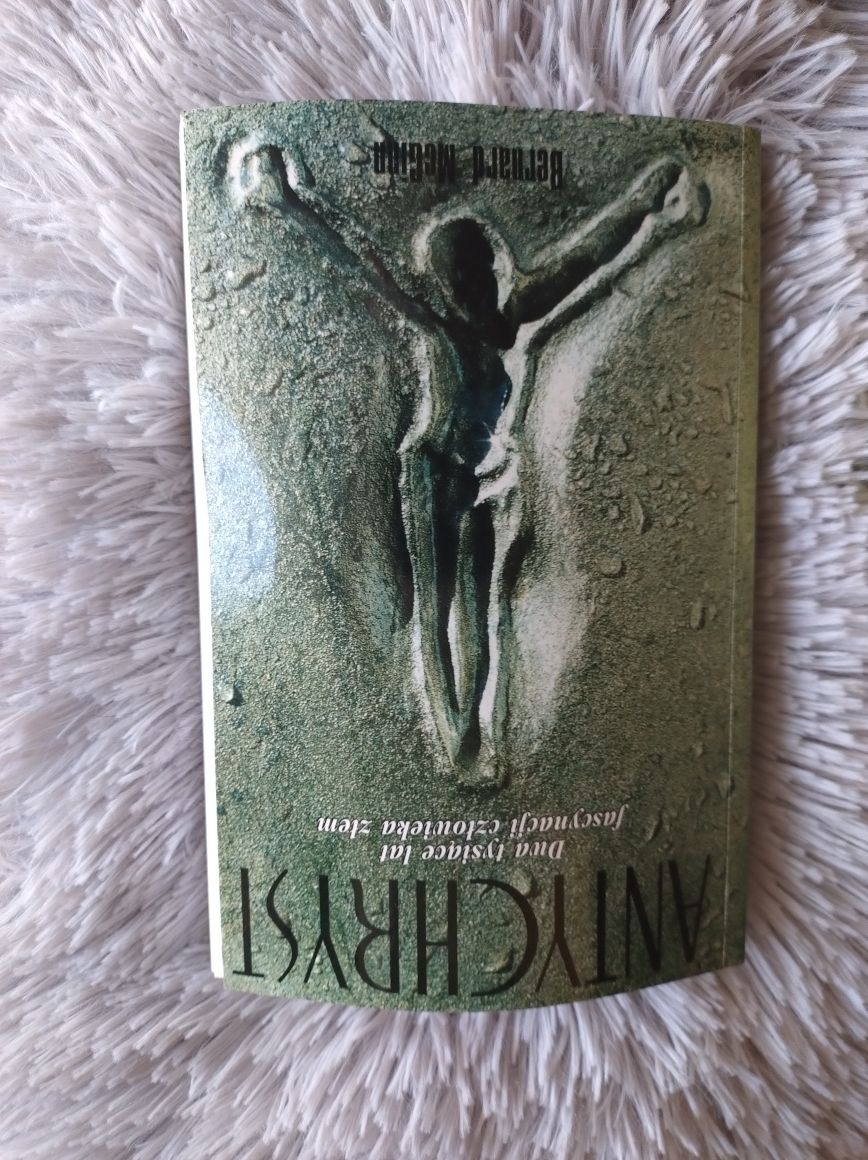 ANTYCHRYST
Dwa tysiące lat
fascynacji człowieka złem
Bernard McGinn